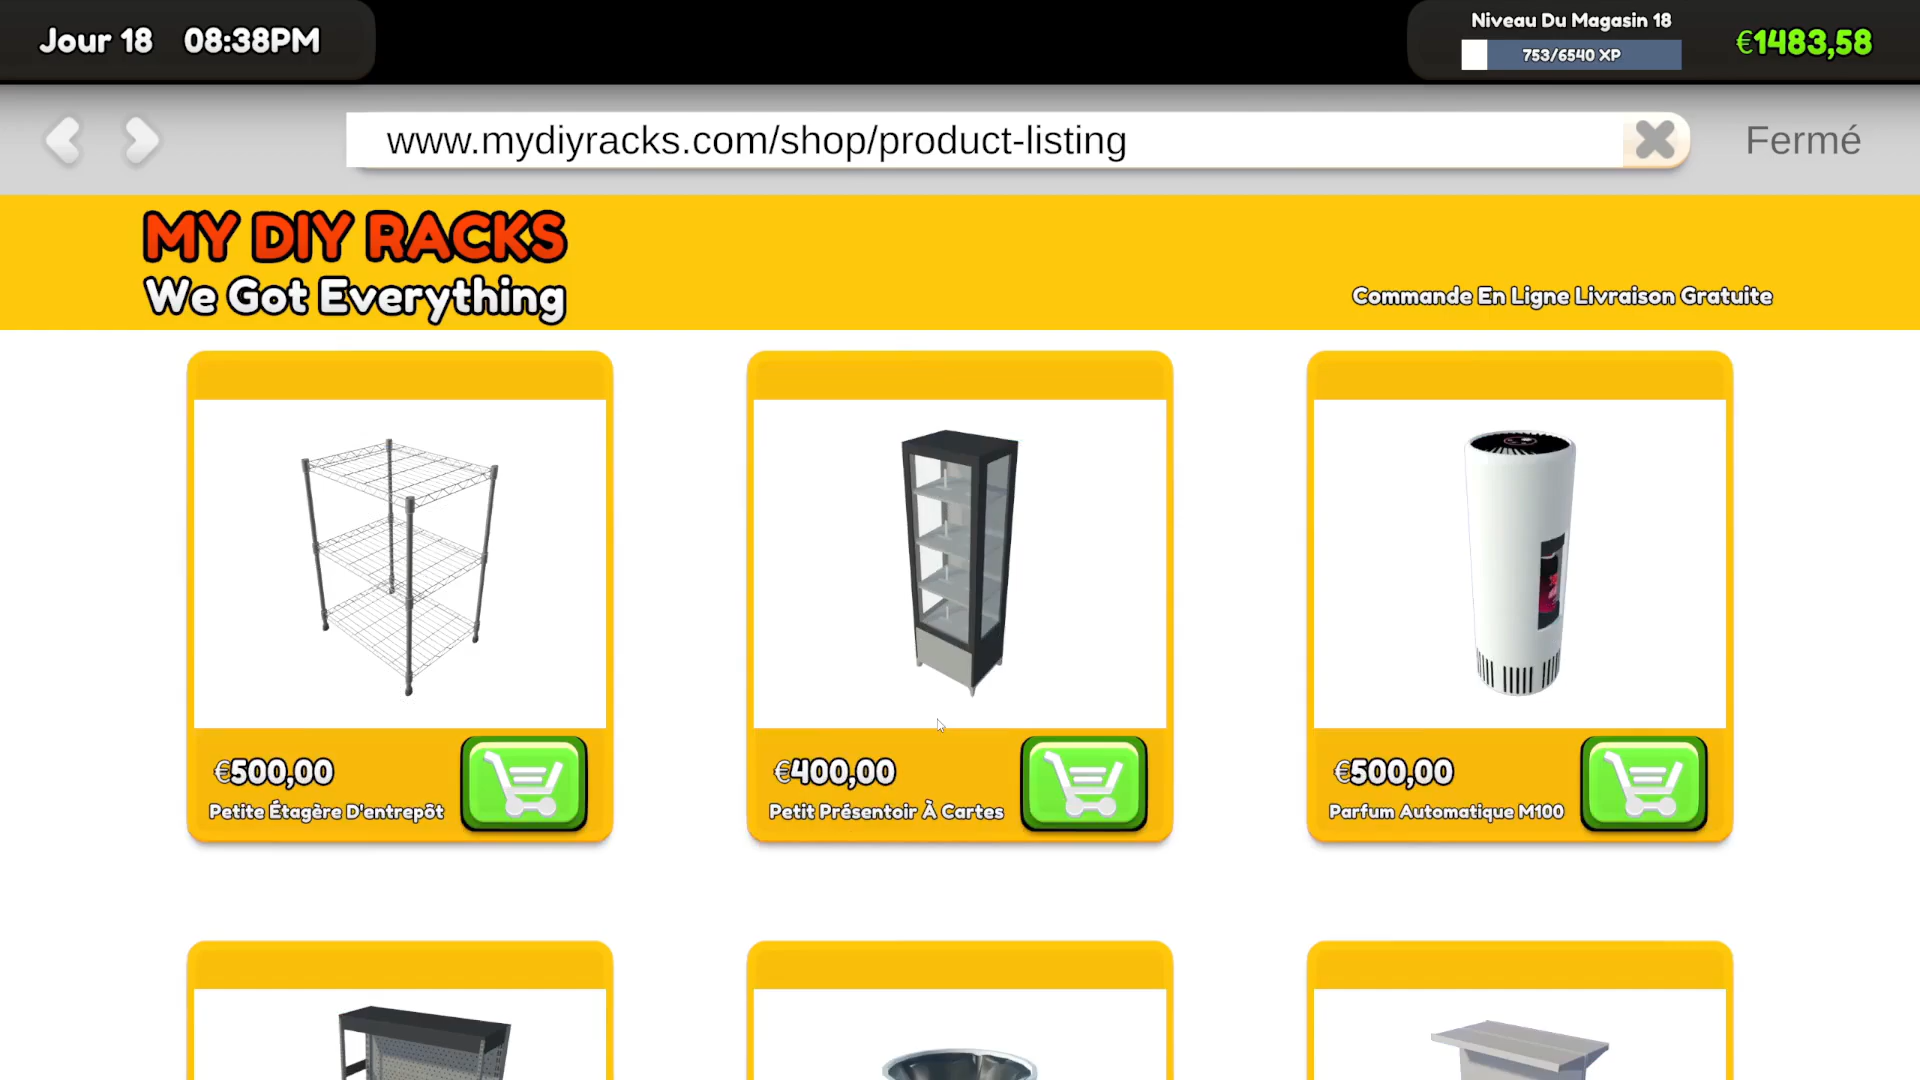 Jour 18 08:38PM
Niveau Du Magasin 18
753/6540 XP
€1483,58
www.mydiyracks.com/shop/product-listing
Fermé
MY DIY RACKS
We Got Everything
Commande En Ligne Livraison Gratuite
€500,00
Petite Étagère D'entrepôt
€400,00
Petit Présentoir À Cartes
€500,00
Parfum Automatique M100